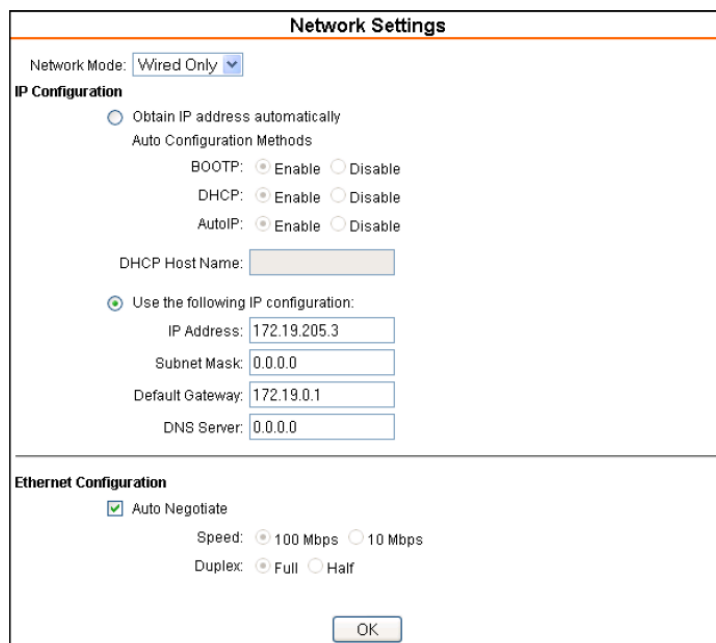 Network Settings
Network Mode: Wired Only
IP Configuration
Obtain IP address automatically
Auto Configuration Methods
BOOTP: Enable Disable
DHCP: Enable Disable
AutoIP: Enable Disable
DHCP Host Name:
Use the following IP configuration:
IP Address: 172.19.205.3
Subnet Mask: 0.0.0.0
Default Gateway: 172.19.0.1
DNS Server: 0.0.0.0
Ethernet Configuration
Auto Negotiate
Speed: 100 Mbps 10 Mbps
Duplex: Full Half
OK